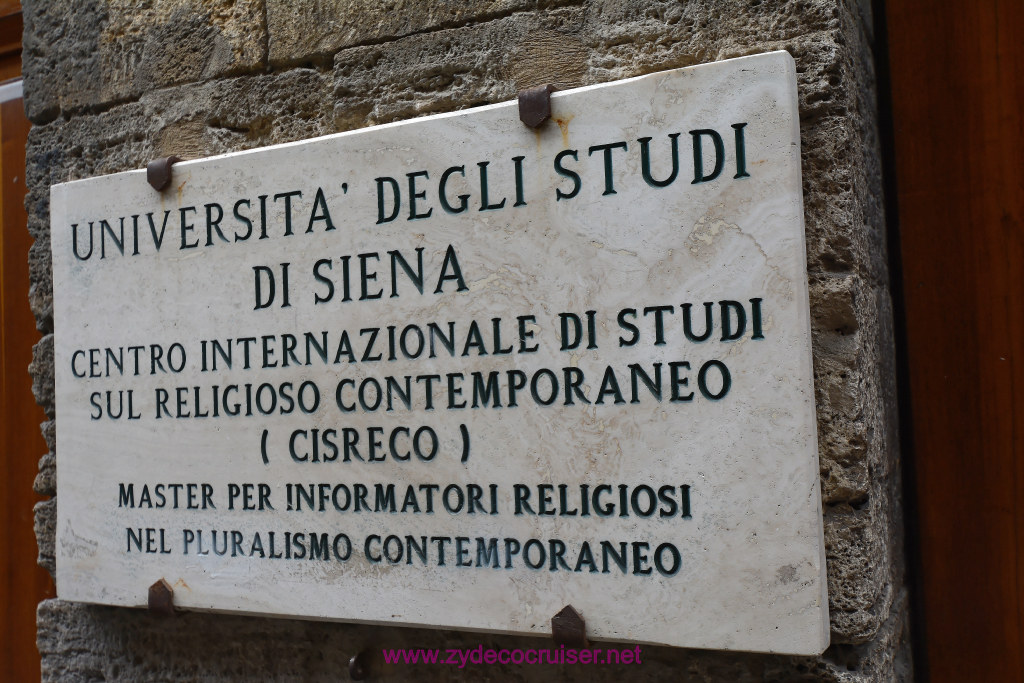 UNIVERSITA' DEGLI STUDI
DI SIENA
CENTRO INTERNAZIONALE DI STUDI
SUL RELIGIOSO CONTEMPORANEO
( CISRECO )
MASTER PER INFORMATORI RELIGIOSI
NEL PLURALISMO CONTEMPORANEO
www.zydecocruiser.net